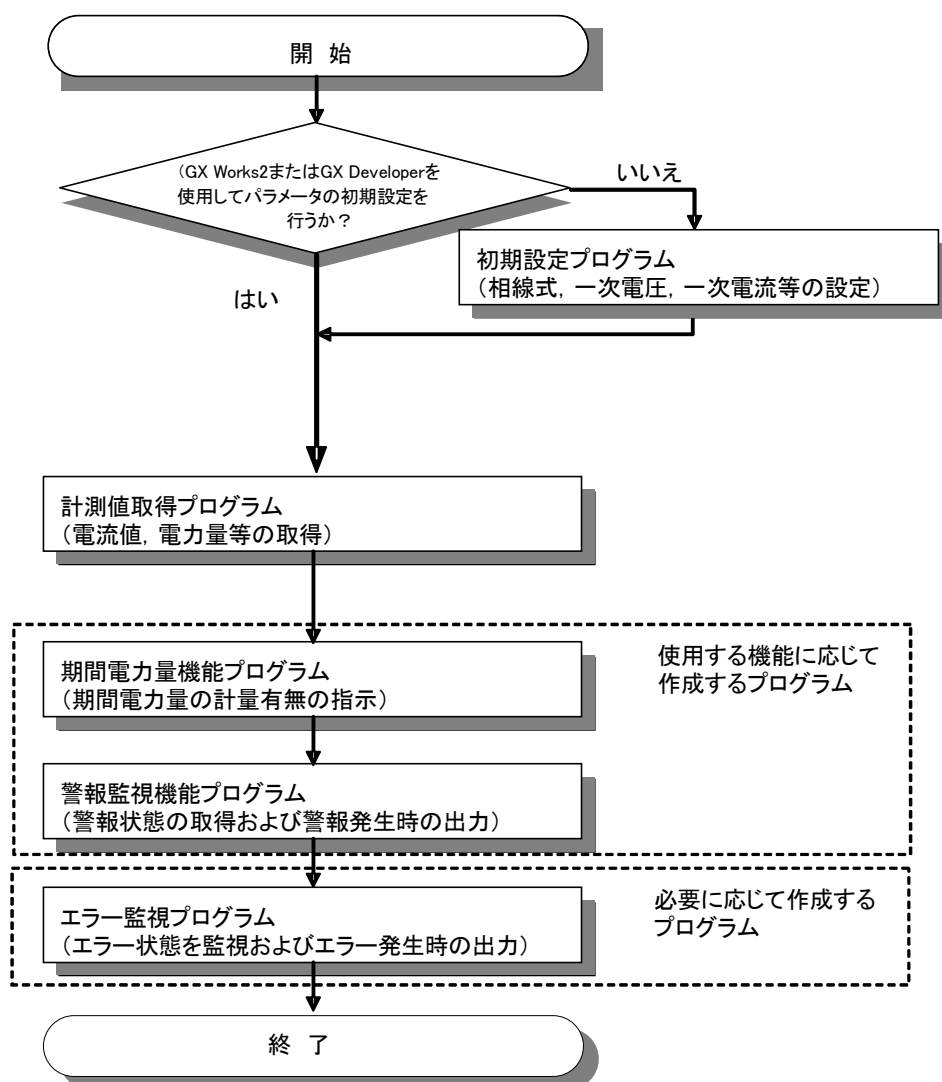 開 始
(GX Works2またはGX Developerを
使用してパラメータの初期設定を
行うか？
いいえ
初期設定プログラム
(相線式，一次電圧，一次電流等の設定)
はい
計測値取得プログラム
(電流値，電力量等の取得)
期間電力量機能プログラム
(期間電力量の計量有無の指示)
使用する機能に応じて
作成するプログラム
警報監視機能プログラム
(警報状態の取得および警報発生時の出力)
エラー監視プログラム
(エラー状態を監視およびエラー発生時の出力)
必要に応じて作成する
プログラム
終 了